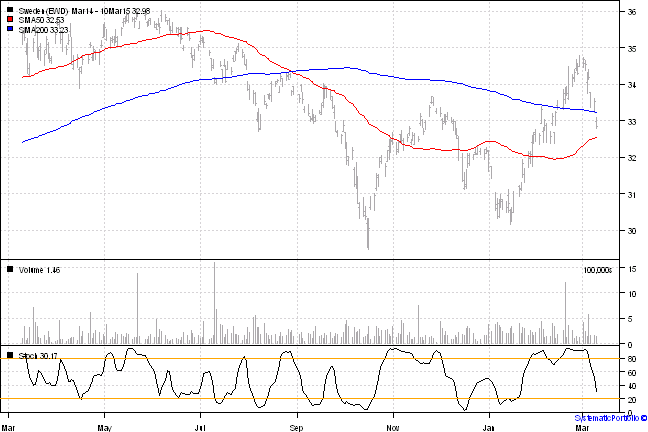 Sweden (EWD) Mar14 - 10Mar15 32.98
SMA50 32.53
SMA200 33.23
36
35
34
33
32
31
30
Volume 1.46
100,000s
15
10
5
0
Stoch 30.17
80
60
40
20
0
Mar May Jul Sep Nov Jan Mar
SystematicPortfolio ©